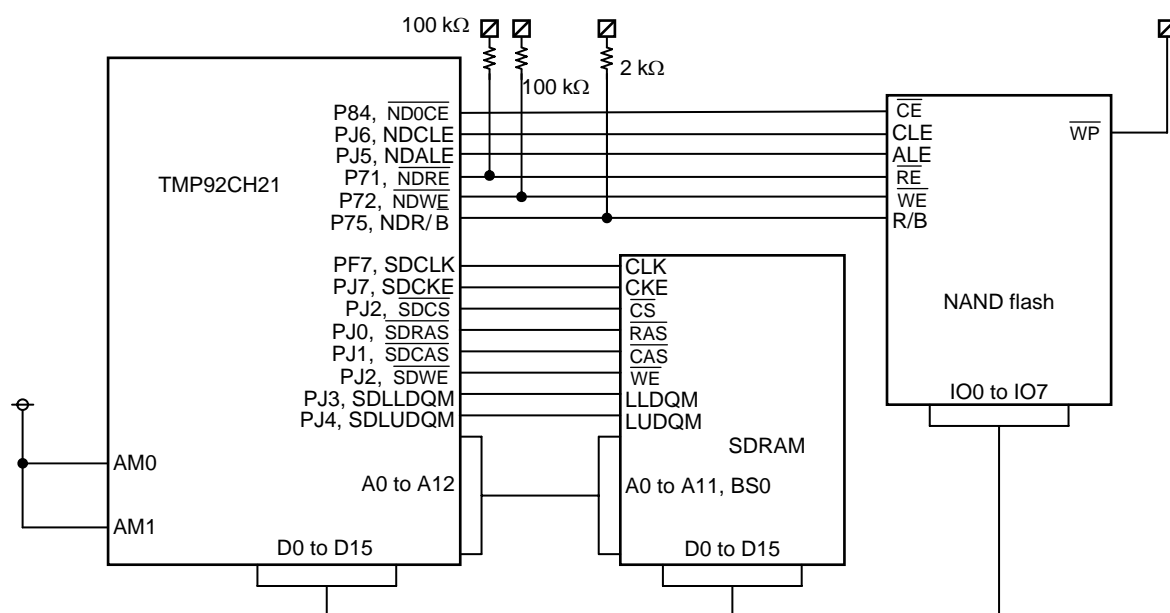 100 kΩ
100 kΩ
2 kΩ
TMP92CH21
P84, ND0CE
PJ6, NDCLE
PJ5, NDALE
P71, NDRE
P72, NDWE
P75, NDR/B
PF7, SDCLK
PJ7, SDCKE
PJ2, SDCS
PJ0, SDRAS
PJ1, SDCAS
PJ2, SDWE
PJ3, SDLLDQM
PJ4, SDLUDQM
A0 to A12
AM0
AM1
D0 to D15
CLK
CKE
CS
RAS
CAS
WE
LLDQM
LUDQM
SDRAM
A0 to A11, BS0
D0 to D15
CE
CLE
ALE
RE
WE
R/B
WP
NAND flash
IO0 to IO7